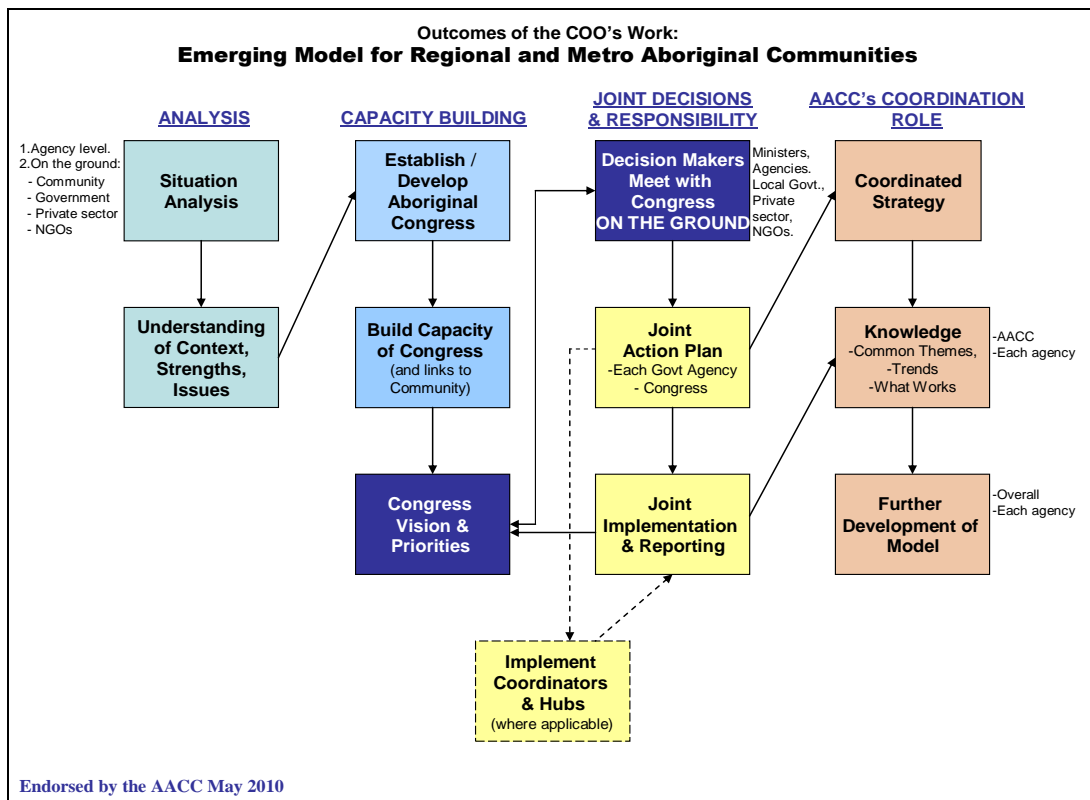 Outcomes of the COO's Work:
Emerging Model for Regional and Metro Aboriginal Communities
ANALYSIS
1.Agency level.
2.On the ground:
- Community
- Government
- Private sector
- NGOs
Situation
Analysis
Understanding
of Context,
Strengths,
Issues
CAPACITY BUILDING
Establish /
Develop
Aboriginal
Congress
Build Capacity
of Congress
(and links to
Community)
Congress
Vision &
Priorities
JOINT DECISIONS
& RESPONSIBILITY
Decision Makers
Meet with
Congress
ON THE GROUND
Ministers,
Agencies.
Local Govt.,
Private
sector,
NGOs.
Joint
Action Plan
-Each Govt Agency
- Congress
Joint
Implementation
& Reporting
Implement
Coordinators
& Hubs
(where applicable)
AACC's COORDINATION
ROLE
Coordinated
Strategy
Knowledge
-Common Themes,
-Trends
-What Works
-AACC
-Each agency
Further
Development of
Model
-Overall
-Each agency
Endorsed by the AACC May 2010